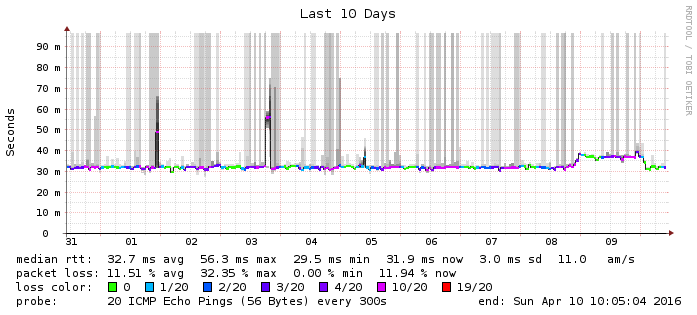 Last 10 Days
RRDTOOL / TOBI OETIKER
Seconds
90 m
80 m
70 m
60 m
50 m
40 m
30 m
20 m
10 m
0
31 01 02 03 04 05 06 07 08 09
median rtt: 32.7 ms avg 56.3 ms max 29.5 ms min 31.9 ms now 3.0 ms sd 11.0 am/s
packet loss: 11.51 % avg 32.35 % max 0.00 % min 11.94 % now
loss color: 0 1/20 2/20 3/20 4/20 10/20 19/20
probe: 20 ICMP Echo Pings (56 Bytes) every 300s end: Sun Apr 10 10:05:04 2016